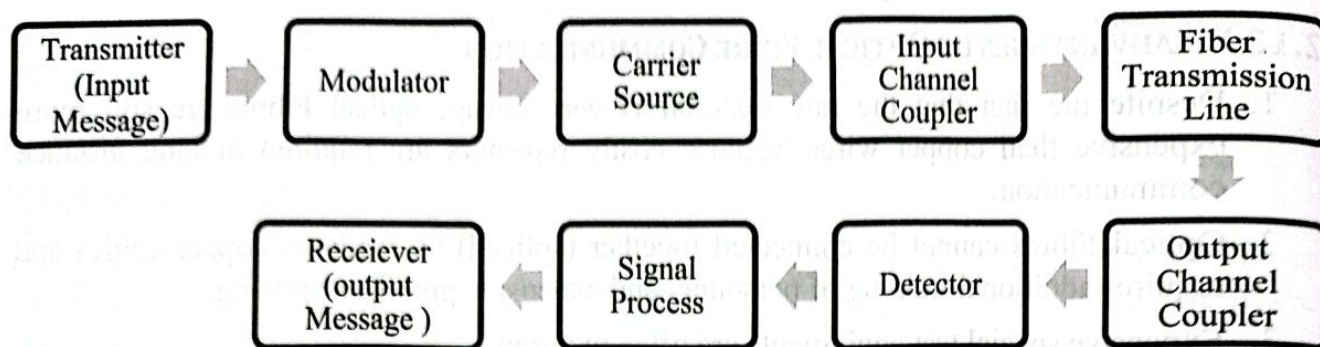 Transmitter
(Input
Message)
Modulator
Carrier
Source
Input
Channel
Coupler
Fiber
Transmission
Line
Output
Channel
Coupler
Detector
Signal
Process
Receiever
(output
Message )